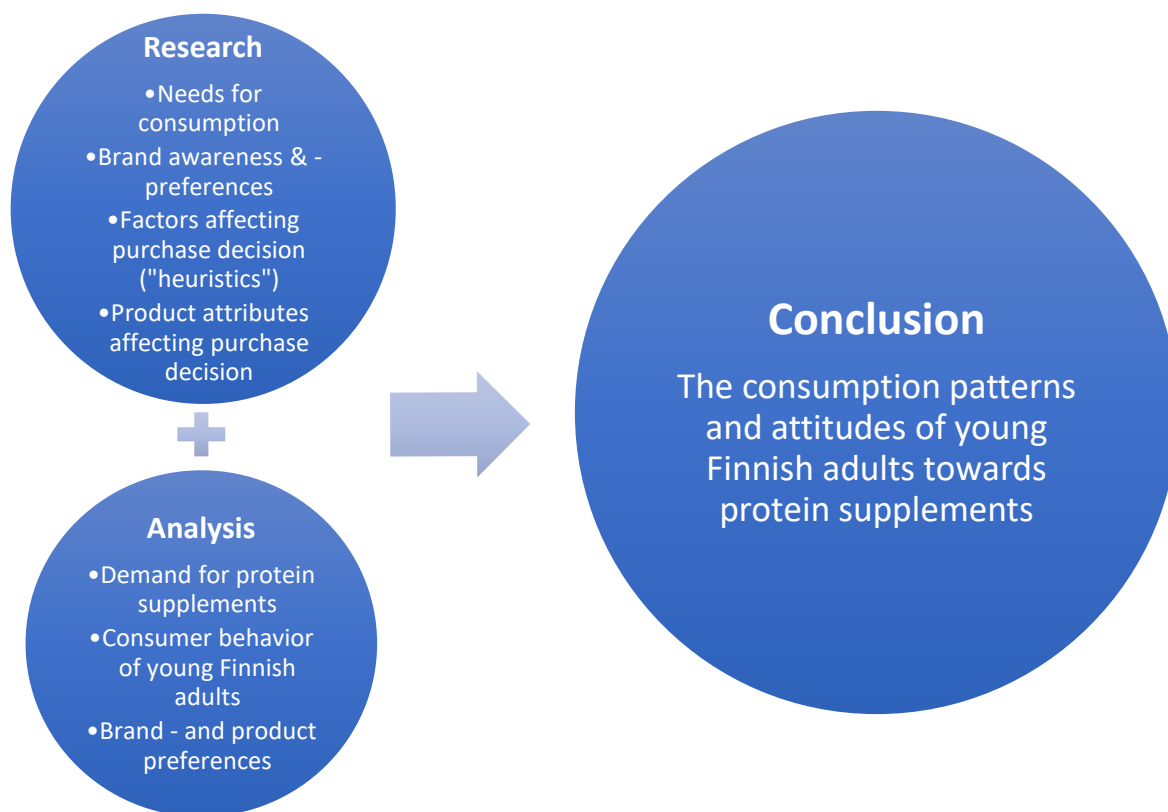 Research
•Needs for
consumption
•Brand awareness & -
preferences
•Factors affecting
purchase decision
("heuristics")
•Product attributes
affecting purchase
decision
Analysis
•Demand for protein
supplements
•Consumer behavior
of young Finnish
adults
•Brand - and product
preferences
Conclusion
The consumption patterns
and attitudes of young
Finnish adults towards
protein supplements